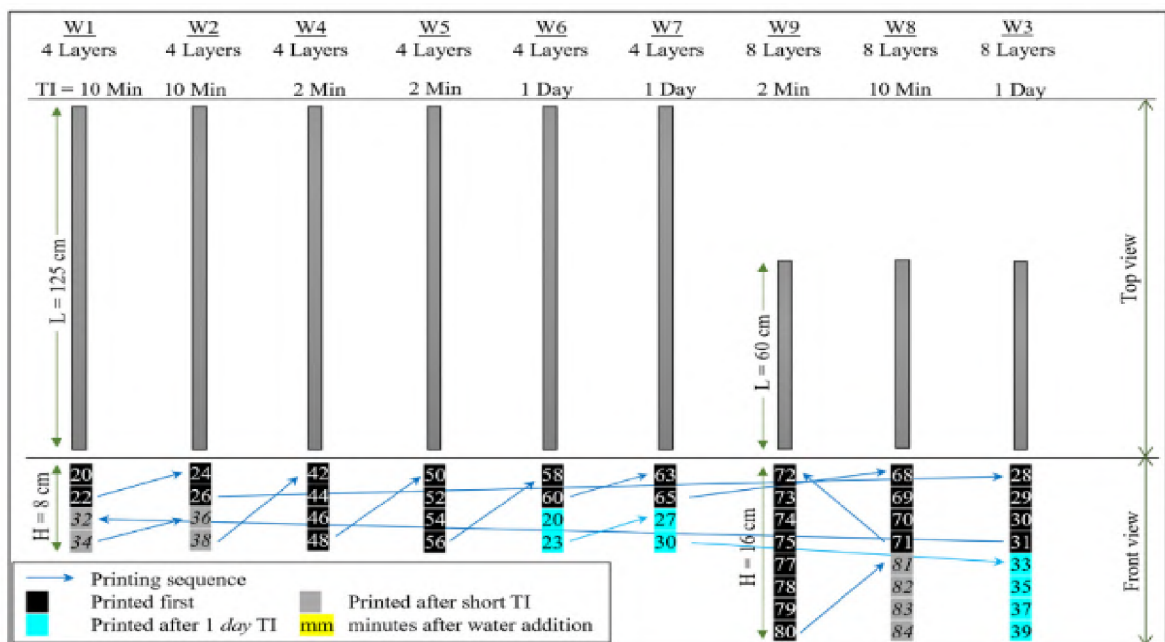 W1 W2 W4 W5 W6 W7 W9 W8 W3
4 Layers 4 Layers 4 Layers 4 Layers 4 Layers 4 Layers 8 Layers 8 Layers 8 Layers
TI = 10 Min 10 Min 2 Min 2 Min 1 Day 1 Day 2 Min 10 Min 1 Day
L = 125 cm
L = 60 cm
Top view
20 24 42 50 58 63 72 68 28
22 26 44 52 60 65 73 69 29
32 36 46 54 20 27 74 70 30
34 38 48 56 23 30 75 71 31
77 81 33
78 82 35
79 83 37
80 84 39
H = 8 cm
H = 16 cm
Front view
Printing sequence
Printed first
Printed after short TI
Printed after 1 day TI
mm minutes after water addition